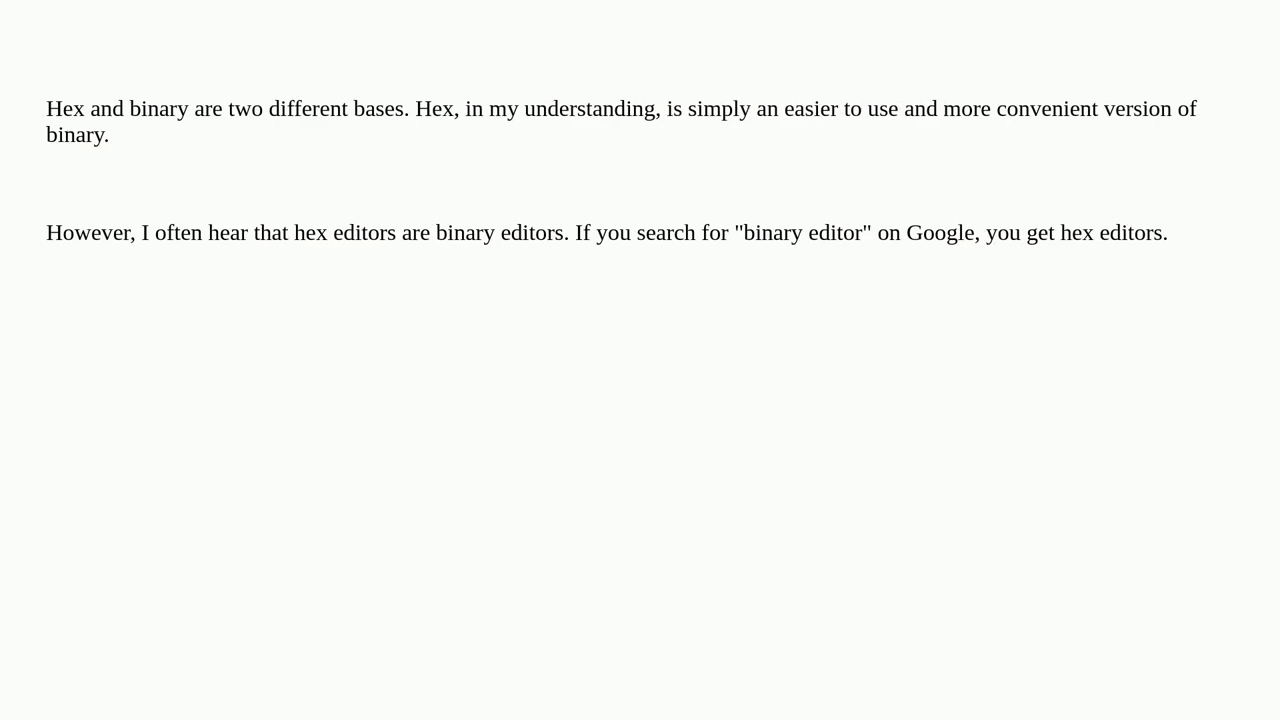 Hex and binary are two different bases. Hex, in my understanding, is simply an easier to use and more convenient version of
binary.
However, I often hear that hex editors are binary editors. If you search for "binary editor" on Google, you get hex editors.